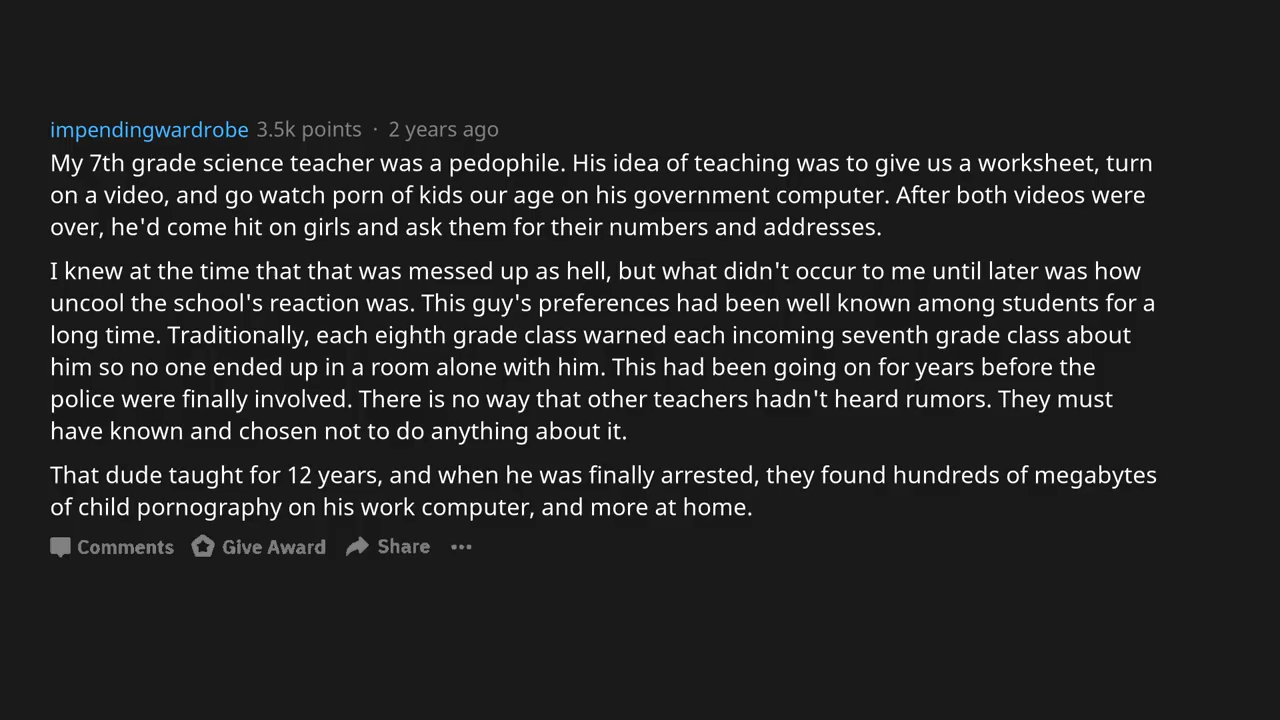 impendingwardrobe 3.5k points · 2 years ago
My 7th grade science teacher was a pedophile. His idea of teaching was to give us a worksheet, turn
on a video, and go watch porn of kids our age on his government computer. After both videos were
over, he'd come hit on girls and ask them for their numbers and addresses.
I knew at the time that that was messed up as hell, but what didn't occur to me until later was how
uncool the school's reaction was. This guy's preferences had been well known among students for a
long time. Traditionally, each eighth grade class warned each incoming seventh grade class about
him so no one ended up in a room alone with him. This had been going on for years before the
police were finally involved. There is no way that other teachers hadn't heard rumors. They must
have known and chosen not to do anything about it.
That dude taught for 12 years, and when he was finally arrested, they found hundreds of megabytes
of child pornography on his work computer, and more at home.
Comments Give Award Share ...